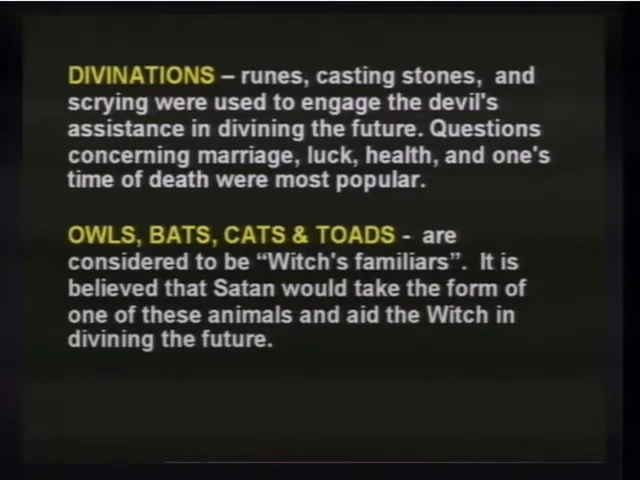 DIVINATIONS – runes, casting stones,  and
scrying were used to engage the devil's
assistance in divining the future. Questions
concerning marriage, luck, health, and one's
time of death were most popular.
OWLS, BATS, CATS & TOADS -  are
considered to be “Witch's familiars”.  It is
believed that Satan would take the form of
one of these animals and aid the Witch in
divining the future.